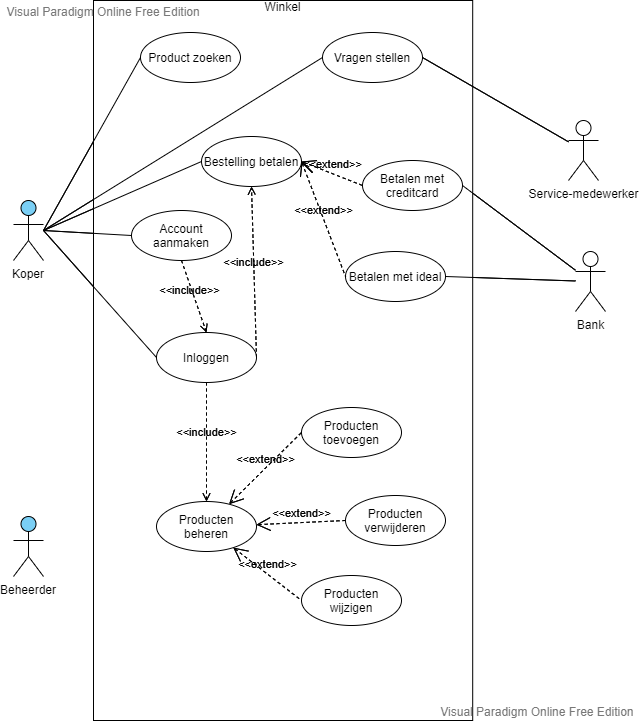 Winkel
Visual Paradigm Online Free Edition
Product zoeken
Vragen stellen
Bestelling betalen
<<extend>>
Betalen met
creditcard
Service-medewerker
<<extend>>
Account
aanmaken
Koper
<<include>>
Betalen met ideal
<<include>>
Bank
Inloggen
Producten
toevoegen
<<include>>
<<extend>>
Producten
beheren
<<extend>>
Producten
verwijderen
<<extend>>
Beheerder
Producten
wijzigen
Visual Paradigm Online Free Edition